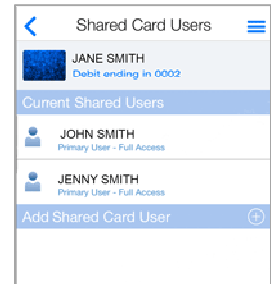 Shared Card Users
JANE SMITH
Debit ending in 0002
Current Shared Users
JOHN SMITH
Primary User - Full Access
JENNY SMITH
Primary User - Full Access
Add Shared Card User